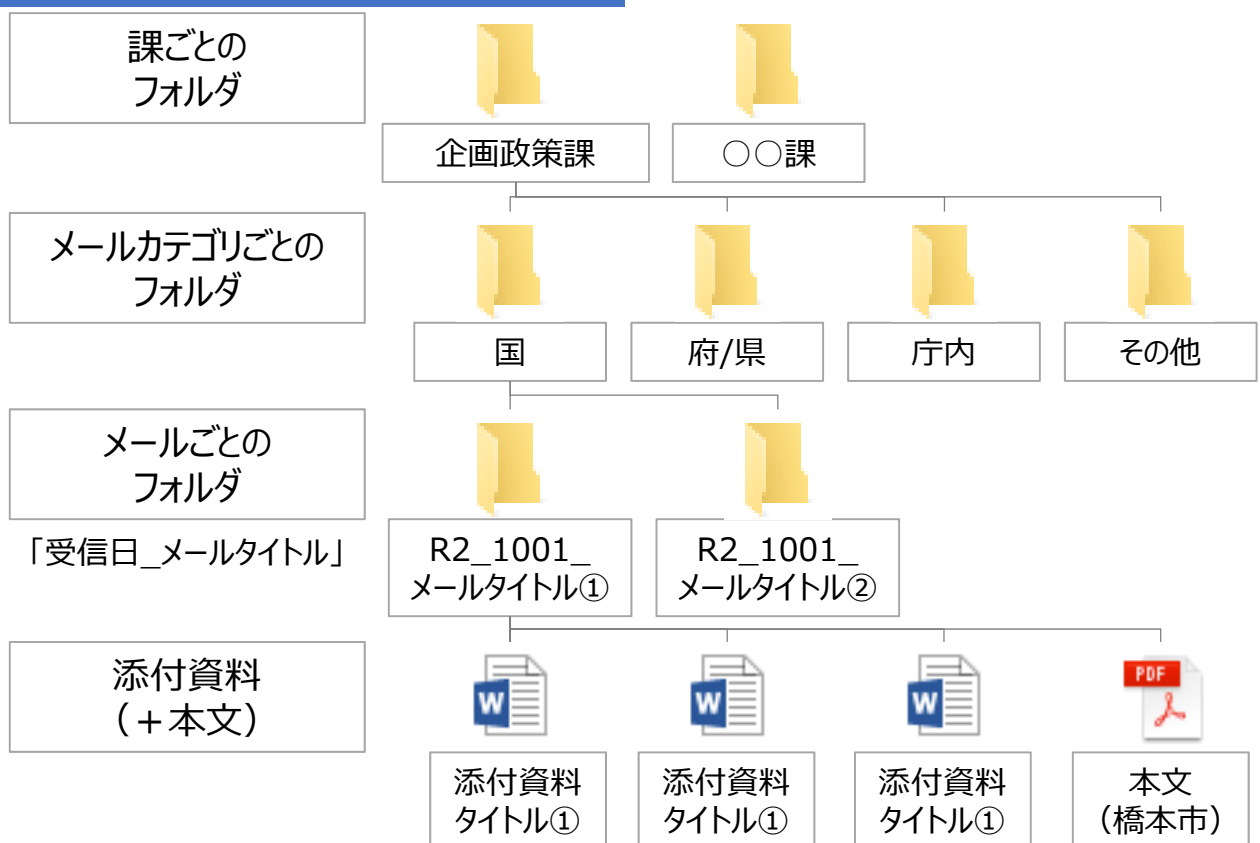 課ごとの
フォルダ
企画政策課
○○課
メールカテゴリごとの
フォルダ
国
府/県
庁内
その他
メールごとの
フォルダ
「受信日_メールタイトル」
R2_1001_
メールタイトル①
R2_1001_
メールタイトル②
添付資料
（＋本文）
W
W
W
PDF
添付資料
タイトル①
添付資料
タイトル①
添付資料
タイトル①
本文
（橋本市）